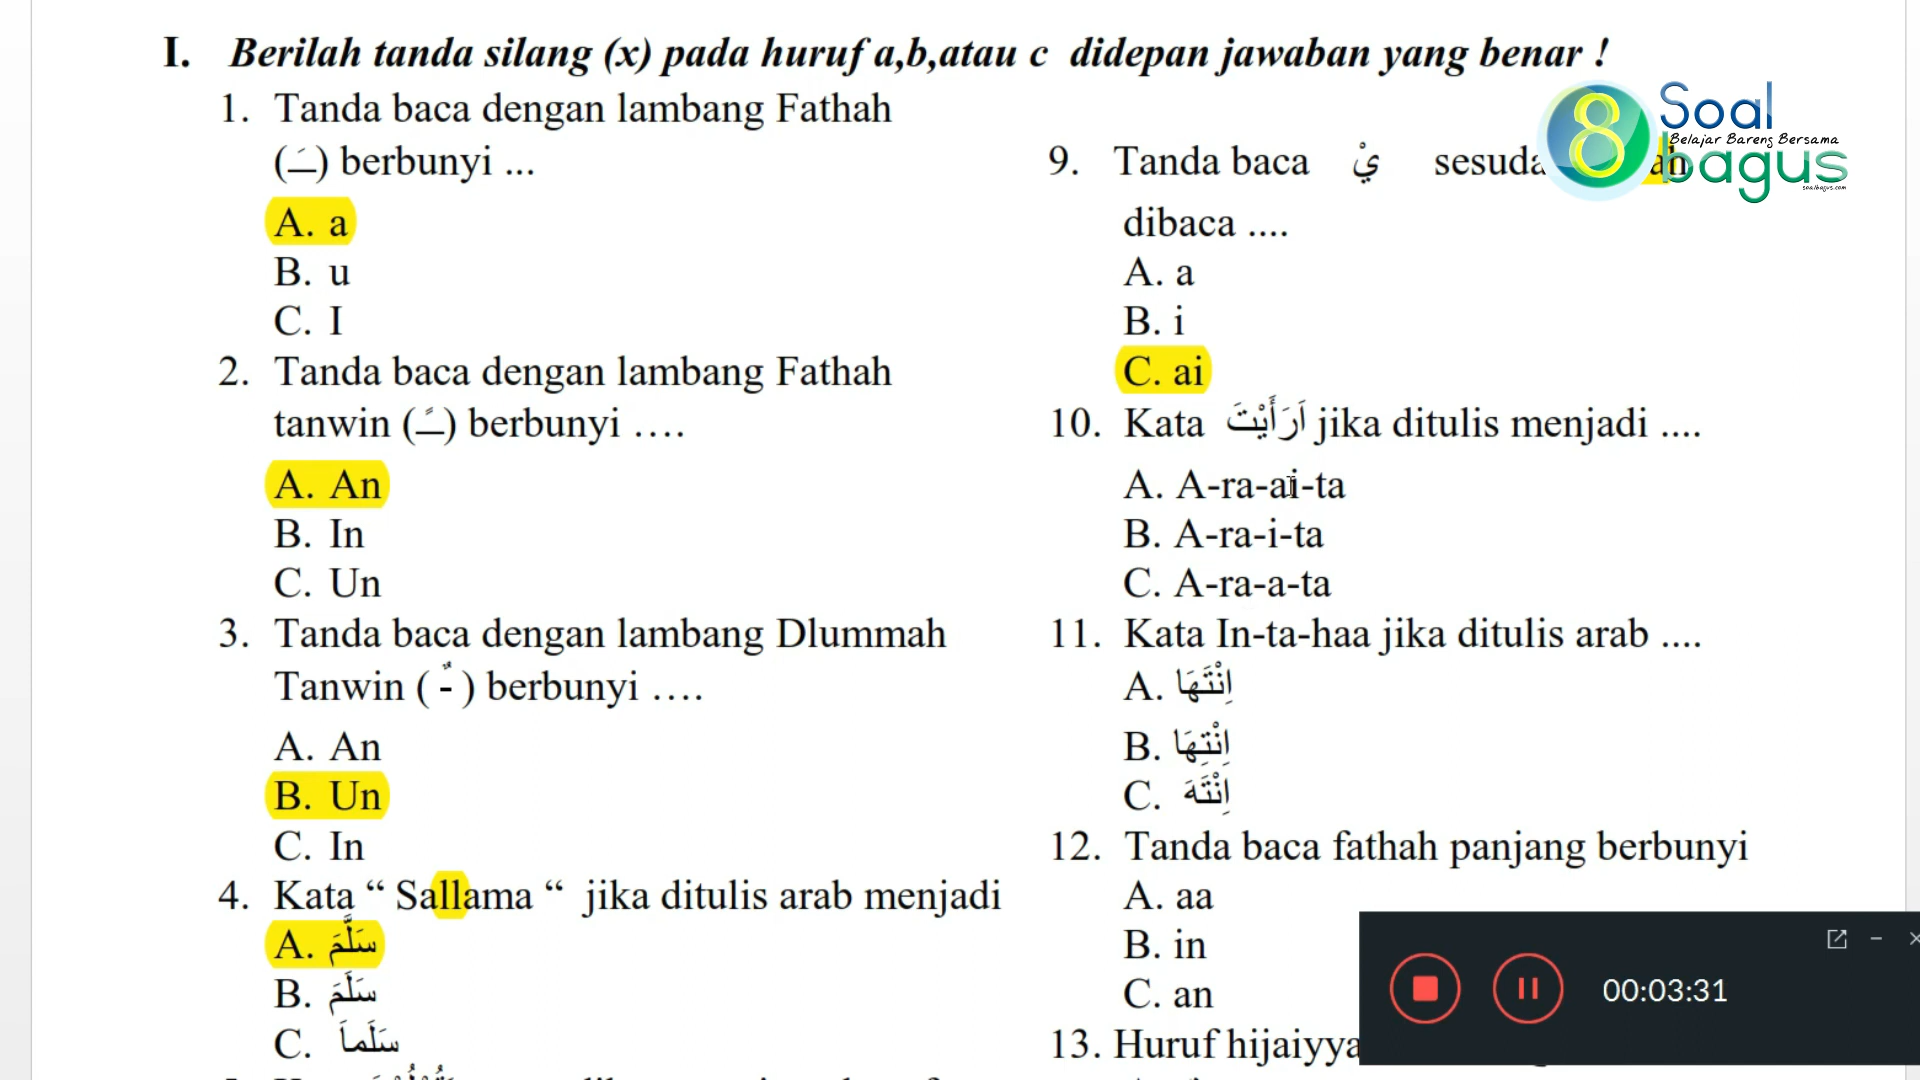 I. Berilah tanda silang (x) pada huruf a,b,atau c didepan jawaban yang benar !
1. Tanda baca dengan lambang Fathah
(ـَ) berbunyi ...
A. a
B. u
C. I
2. Tanda baca dengan lambang Fathah
tanwin (ـً) berbunyi ....
A. An
B. In
C. Un
3. Tanda baca dengan lambang Dlummah
Tanwin ( -ٌ ) berbunyi ....
A. An
B. Un
C. In
4. Kata “ Sallama “ jika ditulis arab menjadi
A. سَلَّمَ
B. سَلَمَ
C. سَلَماَ
9. Tanda baca يْ
dibaca ....
A. a
B. i
C. ai
10. Kata اَرَأَيْتَ jika ditulis menjadi ....
A. A-ra-ai-ta
B. A-ra-i-ta
C. A-ra-a-ta
11. Kata In-ta-haa jika ditulis arab ....
A. اِنْتَهَا
B. اِنْتِهَا
C. اِنْتَهَ
12. Tanda baca fathah panjang berbunyi
A. aa
B. in
C. an
13. Huruf
8 Soal
Belajar Bareng Bersama
bagus
soalbagus.com
00:03:31